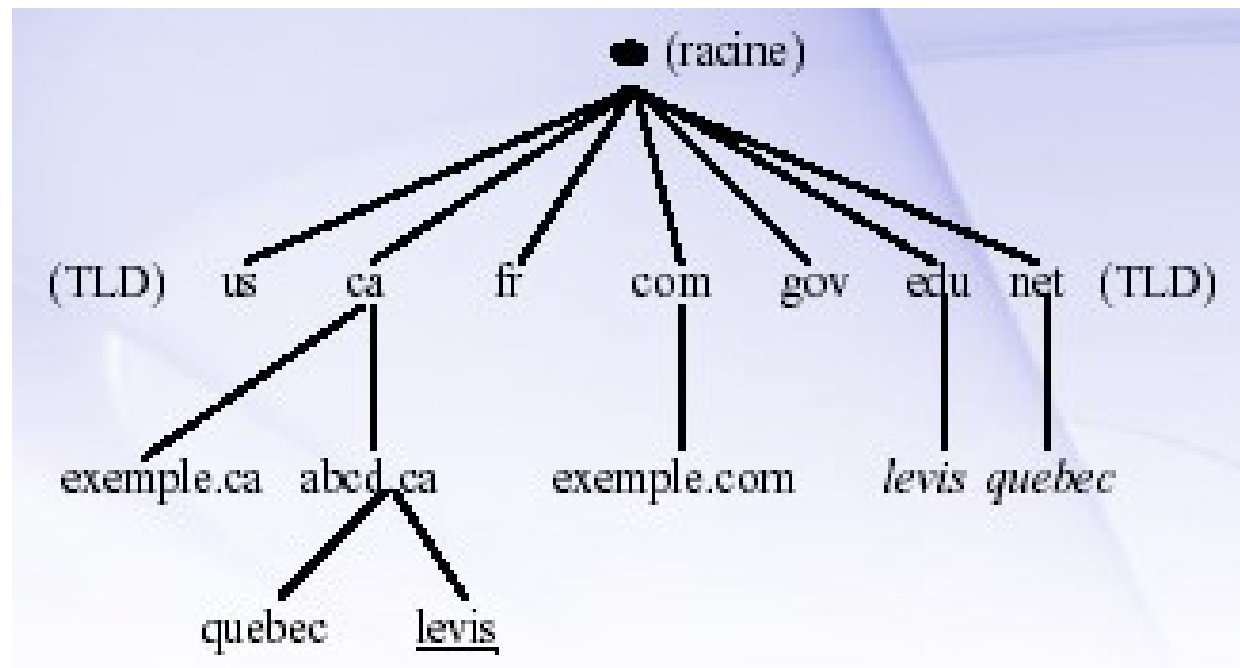 (racine)
(TLD) us ca fr com gov edu net (TLD)
exemple.ca abcd.ca exemple.com levis quebec
quebec levis